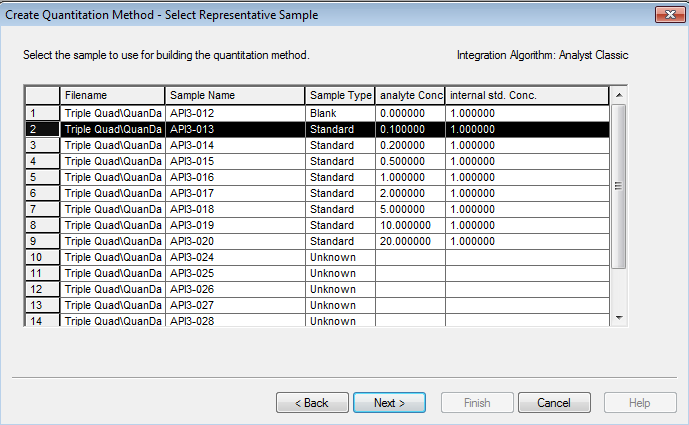 Create Quantitation Method - Select Representative Sample
Select the sample to use for building the quantitation method. Integration Algorithm: Analyst Classic
Filename Sample Name Sample Type analyte Conc internal std. Conc.
1 Triple Quad\QuanDa API3-012 Blank 0.000000 1.000000
2 Triple Quad\QuanDa API3-013 Standard 0.100000 1.000000
3 Triple Quad\QuanDa API3-014 Standard 0.200000 1.000000
4 Triple Quad\QuanDa API3-015 Standard 0.500000 1.000000
5 Triple Quad\QuanDa API3-016 Standard 1.000000 1.000000
6 Triple Quad\QuanDa API3-017 Standard 2.000000 1.000000
7 Triple Quad\QuanDa API3-018 Standard 5.000000 1.000000
8 Triple Quad\QuanDa API3-019 Standard 10.000000 1.000000
9 Triple Quad\QuanDa API3-020 Standard 20.000000 1.000000
10 Triple Quad\QuanDa API3-024 Unknown
11 Triple Quad\QuanDa API3-025 Unknown
12 Triple Quad\QuanDa API3-026 Unknown
13 Triple Quad\QuanDa API3-027 Unknown
14 Triple Quad\QuanDa API3-028 Unknown
< Back Next > Finish Cancel Help